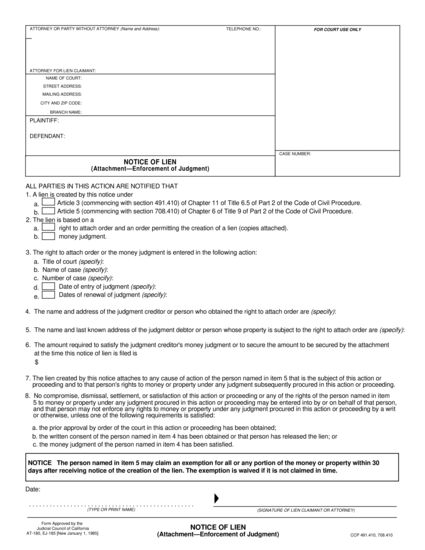 ATTORNEY OR PARTY WITHOUT ATTORNEY (Name and Address): TELEPHONE NO.: FOR COURT USE ONLY
ATTORNEY FOR LIEN CLAIMANT:
NAME OF COURT:
STREET ADDRESS:
MAILING ADDRESS:
CITY AND ZIP CODE:
BRANCH NAME:
PLAINTIFF:
DEFENDANT:
CASE NUMBER:
NOTICE OF LIEN
(Attachment—Enforcement of Judgment)
ALL PARTIES IN THIS ACTION ARE NOTIFIED THAT
1. A lien is created by this notice under
a. Article 3 (commencing with section 491.410) of Chapter 11 of Title 6.5 of Part 2 of the Code of Civil Procedure.
b. Article 5 (commencing with section 708.410) of Chapter 6 of Title 9 of Part 2 of the Code of Civil Procedure.
2. The lien is based on a
a. right to attach order and an order permitting the creation of a lien (copies attached).
b. money judgment.
3. The right to attach order or the money judgment is entered in the following action:
a. Title of court (specify):
b. Name of case (specify):
c. Number of case (specify):
d. Date of entry of judgment (specify):
e. Dates of renewal of judgment (specify):
4. The name and address of the judgment creditor or person who obtained the right to attach order are (specify):
5. The name and last known address of the judgment debtor or person whose property is subject to the right to attach order are (specify):
6. The amount required to satisfy the judgment creditor's money judgment or to secure the amount to be secured by the attachment
at the time this notice of lien is filed is
$
7. The lien created by this notice attaches to any cause of action of the person named in item 5 that is the subject of this action or
proceeding and to that person's rights to money or property under any judgment subsequently procured in this action or proceeding.
8. No compromise, dismissal, settlement, or satisfaction of this action or proceeding or any of the rights of the person named in item
5 to money or property under any judgment procured in this action or proceeding may be entered into by or on behalf of that person,
and that person may not enforce any rights to money or property under any judgment procured in this action or proceeding by a writ
or otherwise, unless one of the following requirements is satisfied:
a. the prior approval by order of the court in this action or proceeding has been obtained;
b. the written consent of the person named in item 4 has been obtained or that person has released the lien; or
c. the money judgment of the person named in item 4 has been satisfied.
NOTICE The person named in item 5 may claim an exemption for all or any portion of the money or property within 30
days after receiving notice of the creation of the lien. The exemption is waived if it is not claimed in time.
Date:
(TYPE OR PRINT NAME) (SIGNATURE OF LIEN CLAIMANT OR ATTORNEY)
Form Approved by the
Judicial Council of California
AT-180, EJ-185 [New January 1, 1985]
NOTICE OF LIEN
(Attachment—Enforcement of Judgment)
CCP 491.410, 708.410